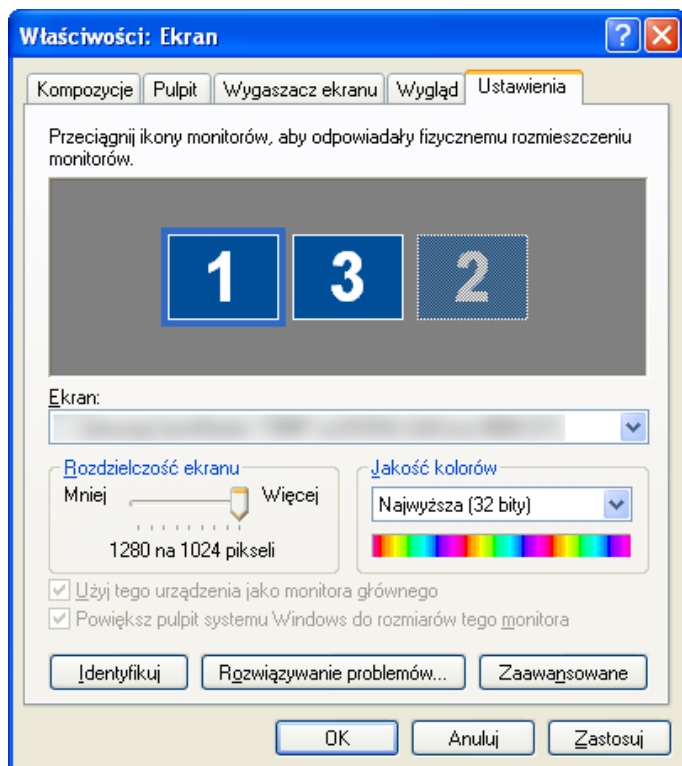 Właściwości: Ekran
Kompozycje Pulpit Wygaszacz ekranu Wygląd Ustawienia
Przeciągnij ikony monitorów, aby odpowiadały fizycznemu rozmieszczeniu
monitorów.
1 3 2
Ekran:
Rozdzielczość ekranu
Mniej Więcej
1280 na 1024 pikseli
Jakość kolorów
Najwyższa (32 bity)
Użyj tego urządzenia jako monitora głównego
Powiększ pulpit systemu Windows do rozmiarów tego monitora
Identyfikuj Rozwiązywanie problemów... Zaawansowane
OK Anuluj Zastosuj